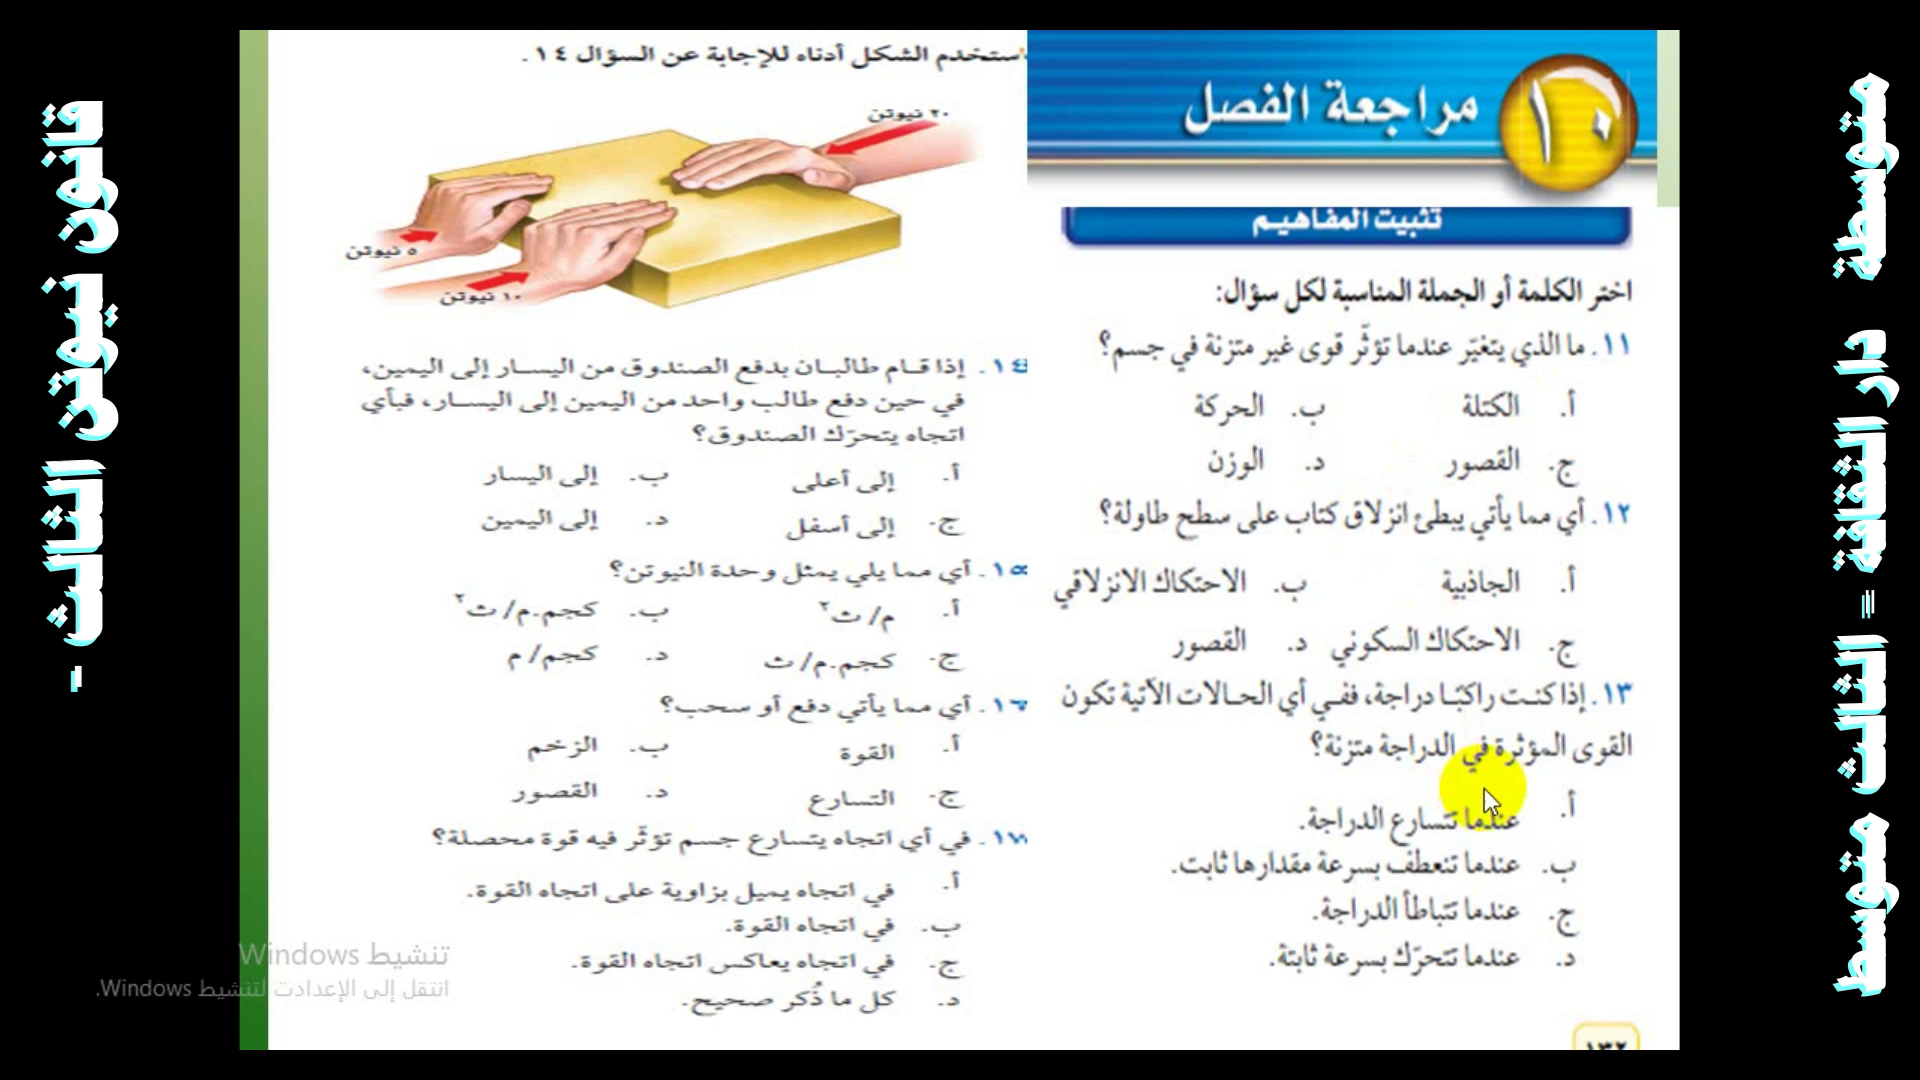 متوسطة دار الثقافة = الثالث متوسط
قانون نيوتن الثالث -
١٠ مراجعة الفصل
تثبيت المفاهيم
اختر الكلمة أو الجملة المناسبة لكل سؤال:
١١. ما الذي يتغيّر عندما تؤثّر قوى غير متزنة في جسم؟
أ. الكتلة ب. الحركة
ج. القصور د. الوزن
١٢. أي مما يأتي يبطئ انزلاق كتاب على سطح طاولة؟
أ. الجاذبية ب. الاحتكاك الانزلاقي
ج. الاحتكاك السكوني د. القصور
١٣. إذا كنت راكبًا دراجة، ففي أي الحالات الآتية تكون
القوى المؤثرة في الدراجة متزنة؟
أ. عندما تتسارع الدراجة.
ب. عندما تنعطف بسرعة مقدارها ثابت.
ج. عندما تتباطأ الدراجة.
د. عندما تتحرّك بسرعة ثابتة.
١٣٢
استخدم الشكل أدناه للإجابة عن السؤال ١٤.
٢٠ نيوتن
٥ نيوتن
١٠ نيوتن
١٤. إذا قام طالبان بدفع الصندوق من اليسار إلى اليمين،
في حين دفع طالب واحد من اليمين إلى اليسار، فبأي
اتجاه يتحرّك الصندوق؟
أ. إلى أعلى ب. إلى اليسار
ج. إلى أسفل د. إلى اليمين
١٥. أي مما يلي يمثل وحدة النيوتن؟
أ. م/ث٢ ب. كجم.م/ث٢
ج. كجم.م/ث د. كجم/م
١٦. أي مما يأتي دفع أو سحب؟
أ. القوة ب. الزخم
ج. التسارع د. القصور
١٧. في أي اتجاه يتسارع جسم تؤثّر فيه قوة محصلة؟
أ. في اتجاه يميل بزاوية على اتجاه القوة.
ب. في اتجاه القوة.
ج. في اتجاه يعاكس اتجاه القوة.
د. كل ما ذُكر صحيح.
تنشيط Windows
انتقل إلى الإعدادت لتنشيط Windows.